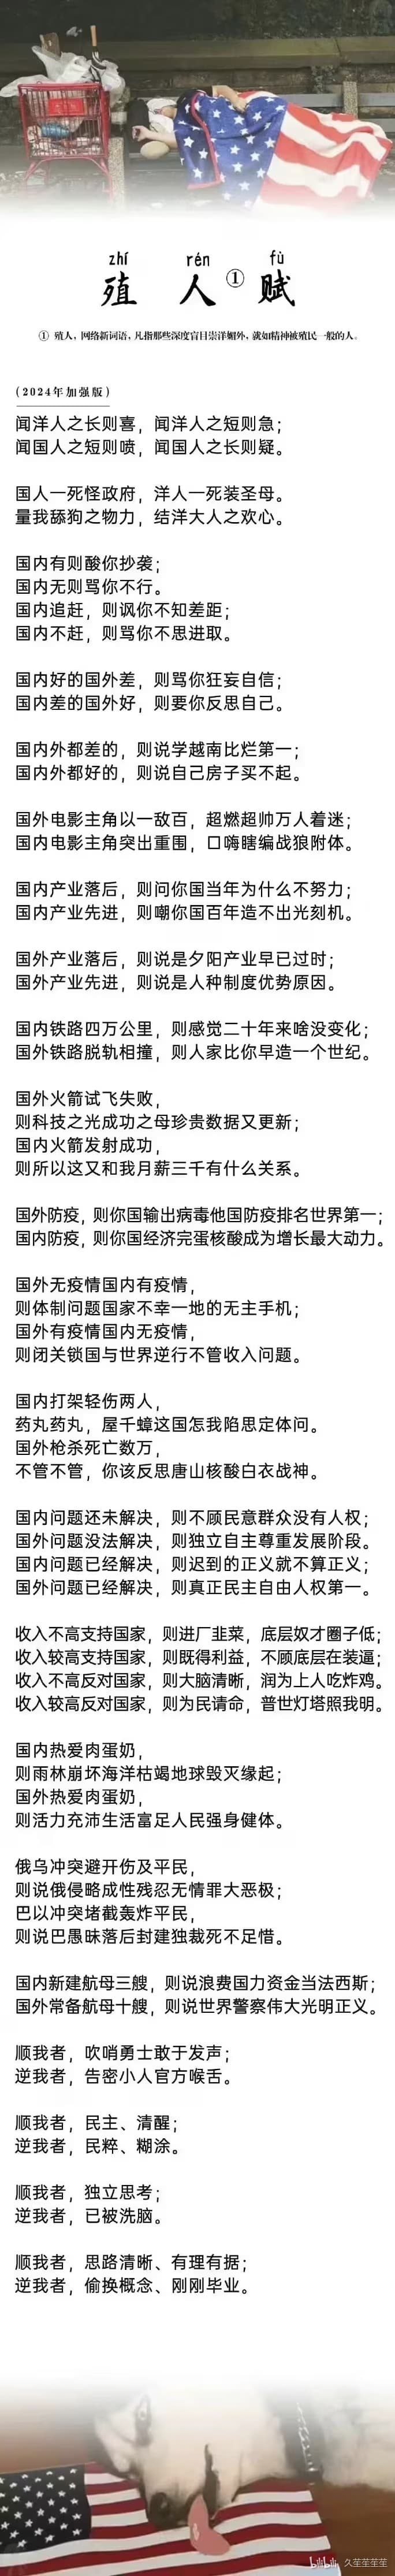 zhí rén fù
殖 人① 赋
① 殖人，网络新词语，凡指那些深度盲目崇洋媚外，就如精神被殖民一般的人。
(2024年加强版)
闻洋人之长则喜，闻洋人之短则急；
闻国人之短则喷，闻国人之长则疑。
国人一死怪政府，洋人一死装圣母。
量我舔狗之物力，结洋大人之欢心。
国内有则酸你抄袭；
国内无则骂你不行。
国内追赶，则讽你不知差距；
国内不赶，则骂你不思进取。
国内好的国外差，则骂你狂妄自信；
国内差的国外好，则要你反思自己。
国内外都差的，则说学越南比烂第一；
国内外都好的，则说自己房子买不起。
国外电影主角以一敌百，超燃超帅万人着迷；
国内电影主角突出重围，口嗨瞎编战狼附体。
国内产业落后，则问你国当年为什么不努力；
国内产业先进，则嘲你国百年造不出光刻机。
国外产业落后，则说是夕阳产业早已过时；
国外产业先进，则说是人种制度优势原因。
国内铁路四万公里，则感觉二十年来啥没变化；
国外铁路脱轨相撞，则人家比你早造一个世纪。
国外火箭试飞失败，
则科技之光成功之母珍贵数据又更新；
国内火箭发射成功，
则所以这又和我月薪三千有什么关系。
国外防疫，则你国输出病毒他国防疫排名世界第一；
国内防疫，则你国经济完蛋核酸成为增长最大动力。
国外无疫情国内有疫情，
则体制问题国家不幸一地的无主手机；
国外有疫情国内无疫情，
则闭关锁国与世界逆行不管收入问题。
国内打架轻伤两人，
药丸药丸，屋千蟑这国怎我陷思定体问。
国外枪杀死亡数万，
不管不管，你该反思唐山核酸白衣战神。
国内问题还未解决，则不顾民意群众没有人权；
国外问题没法解决，则独立自主尊重发展阶段。
国内问题已经解决，则迟到的正义就不算正义；
国外问题已经解决，则真正民主自由人权第一。
收入不高支持国家，则进厂韭菜，底层奴才圈子低；
收入较高支持国家，则既得利益，不顾底层在装逼；
收入不高反对国家，则大脑清晰，润为上人吃炸鸡。
收入较高反对国家，则为民请命，普世灯塔照我明。
国内热爱肉蛋奶，
则雨林崩坏海洋枯竭地球毁灭缘起；
国外热爱肉蛋奶，
则活力充沛生活富足人民强身健体。
俄乌冲突避开伤及平民，
则说俄侵略成性残忍无情罪大恶极；
巴以冲突堵截轰炸平民，
则说巴愚昧落后封建独裁死不足惜。
国内新建航母三艘，则说浪费国力资金当法西斯；
国外常备航母十艘，则说世界警察伟大光明正义。
顺我者，吹哨勇士敢于发声；
逆我者，告密小人官方喉舌。
顺我者，民主、清醒；
逆我者，民粹、糊涂。
顺我者，独立思考；
逆我者，已被洗脑。
顺我者，思路清晰、有理有据；
逆我者，偷换概念、刚刚毕业。
bilibili 久茥茥茥茥